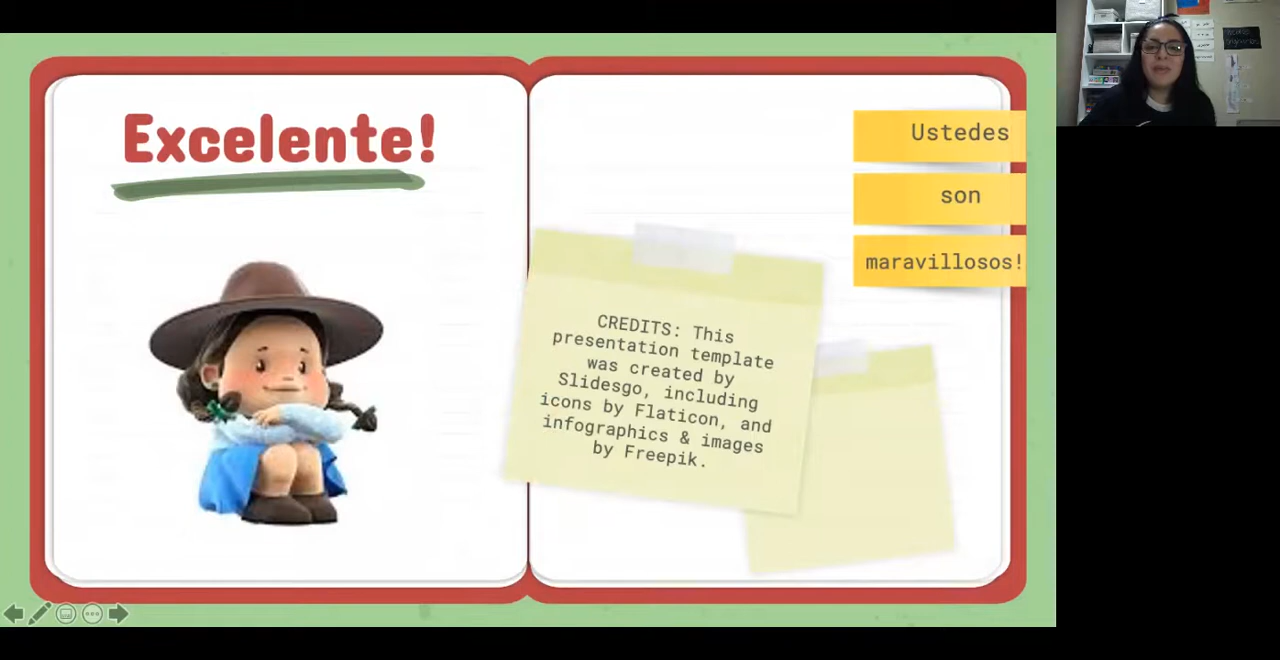 Excelente!
Ustedes
son
maravillosos!
CREDITS: This
presentation template
was created by
Slidesgo, including
icons by Flaticon, and
infographics & images
by Freepik.